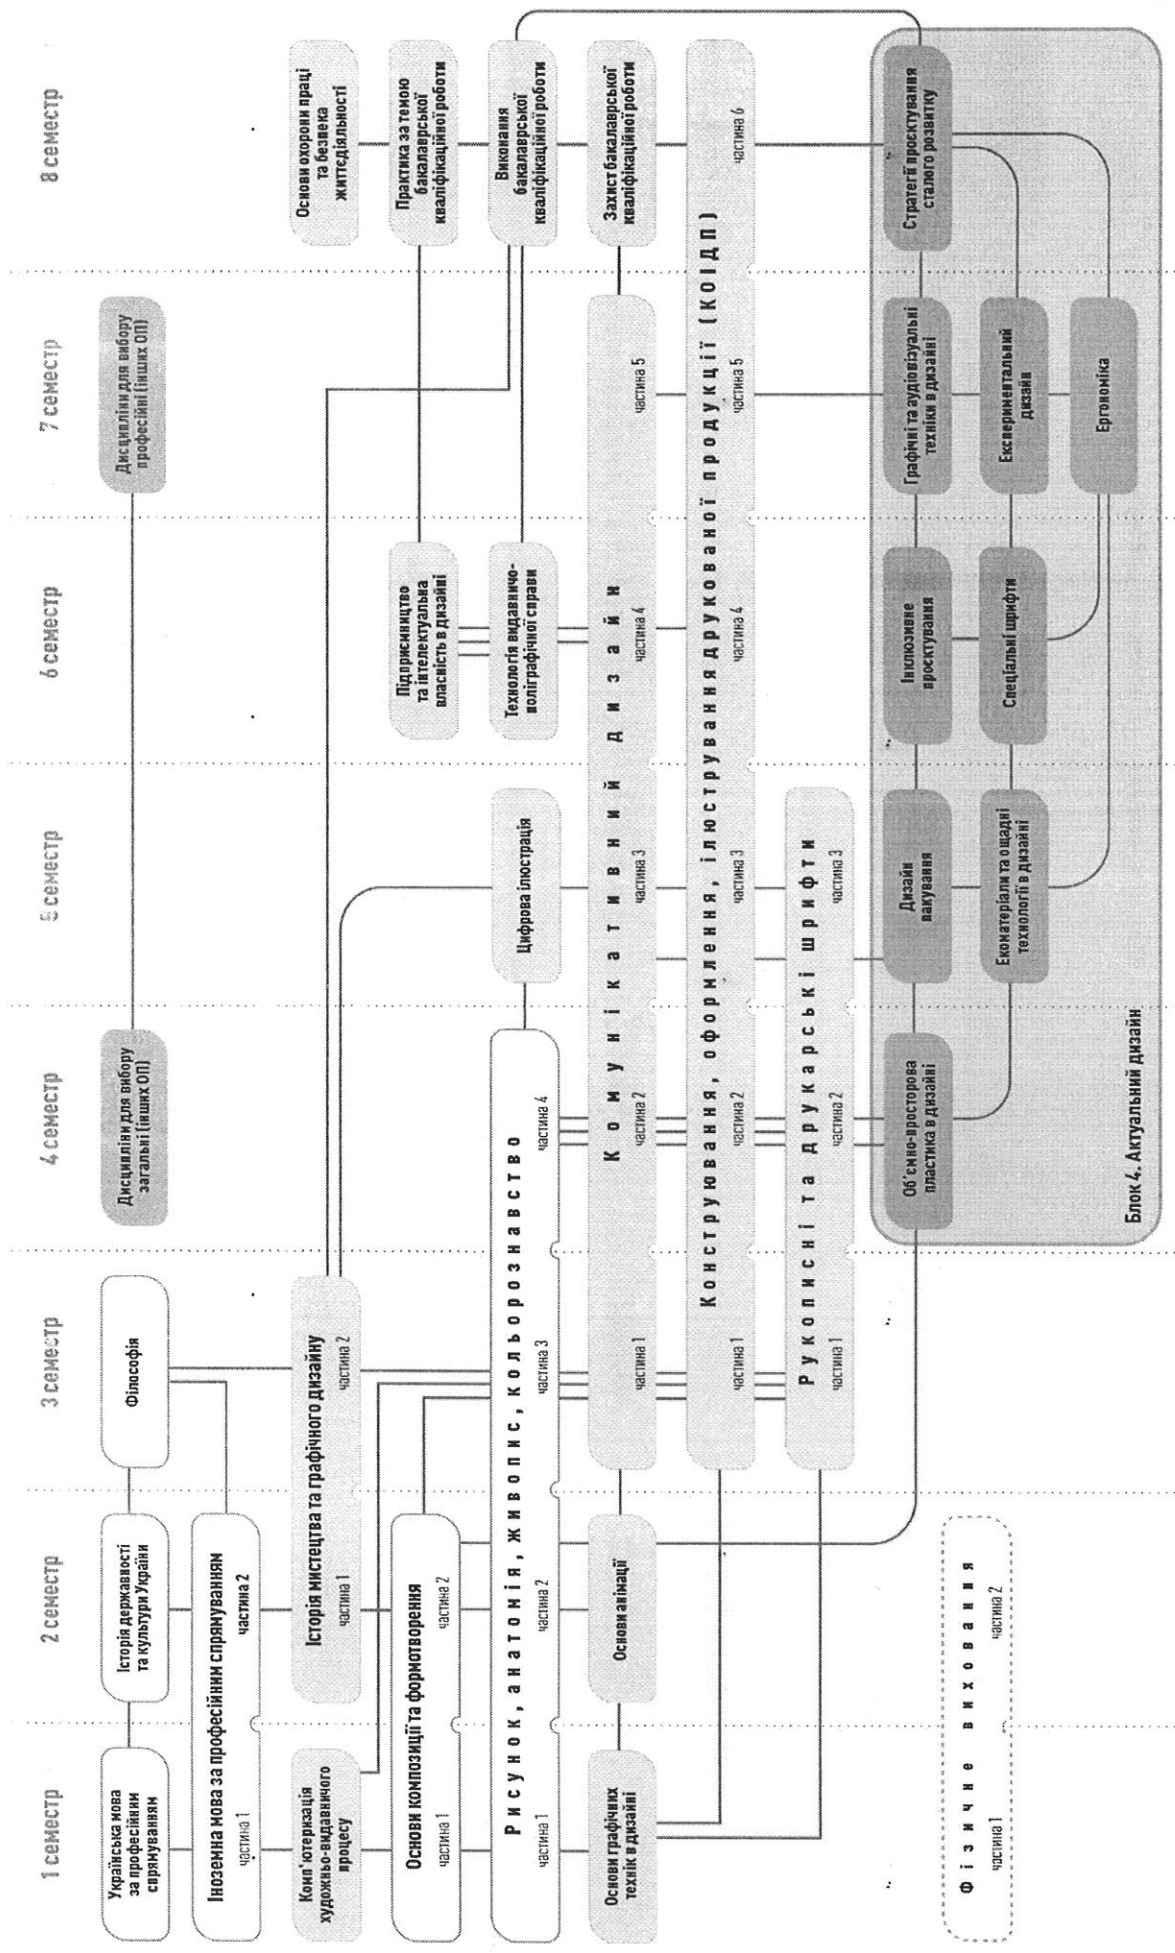 1 семестр
2 семестр
3 семестр
4 семестр
5 семестр
6 семестр
7 семестр
8 семестр
Українська мова
за професійним
спрямуванням
Історія державності
та культури України
Філософія
Дисципліни для вибору
загальні (інших ОП)
Дисципліни для вибору
професійні (інших ОП)
Іноземна мова за професійним спрямуванням
частина 1
частина 2
Комп'ютеризація
художньо-видавничого
процесу
Історія мистецтва та графічного дизайну
частина 1
частина 2
Основи охорони праці
та безпека
життєдіяльності
Основи композиції та формотворення
частина 1
частина 2
Підприємництво
та інтелектуальна
власність в дизайні
Практика за темою
бакалаврської
кваліфікаційної роботи
Рисунок, анатомія, живопис, кольорознавство
частина 1
частина 2
частина 3
частина 4
Цифрова ілюстрація
Технологія видавничо-
поліграфічної справи
Виконання
бакалаврської
кваліфікаційної роботи
Основи графічних
технік в дизайні
Основи анімації
Комунікативний дизайн
частина 1
частина 2
частина 3
частина 4
частина 5
Захист бакалаврської
кваліфікаційної роботи
Конструювання, оформлення, ілюстрування друкованої продукції (КОІДП)
частина 1
частина 2
частина 3
частина 4
частина 5
частина 6
Рукописні та друкарські шрифти
частина 1
частина 2
частина 3
Об'ємно-просторова
пластика в дизайні
Дизайн
пакування
Інклюзивне
проєктування
Графічні та аудіовізуальні
техніки в дизайні
Стратегії проєктування
сталого розвитку
Екоматеріали та ощадні
технології в дизайні
Спеціальні шрифти
Експериментальний
дизайн
Ергономіка
Блок 4. Актуальний дизайн
Фізичне виховання
частина 1
частина 2